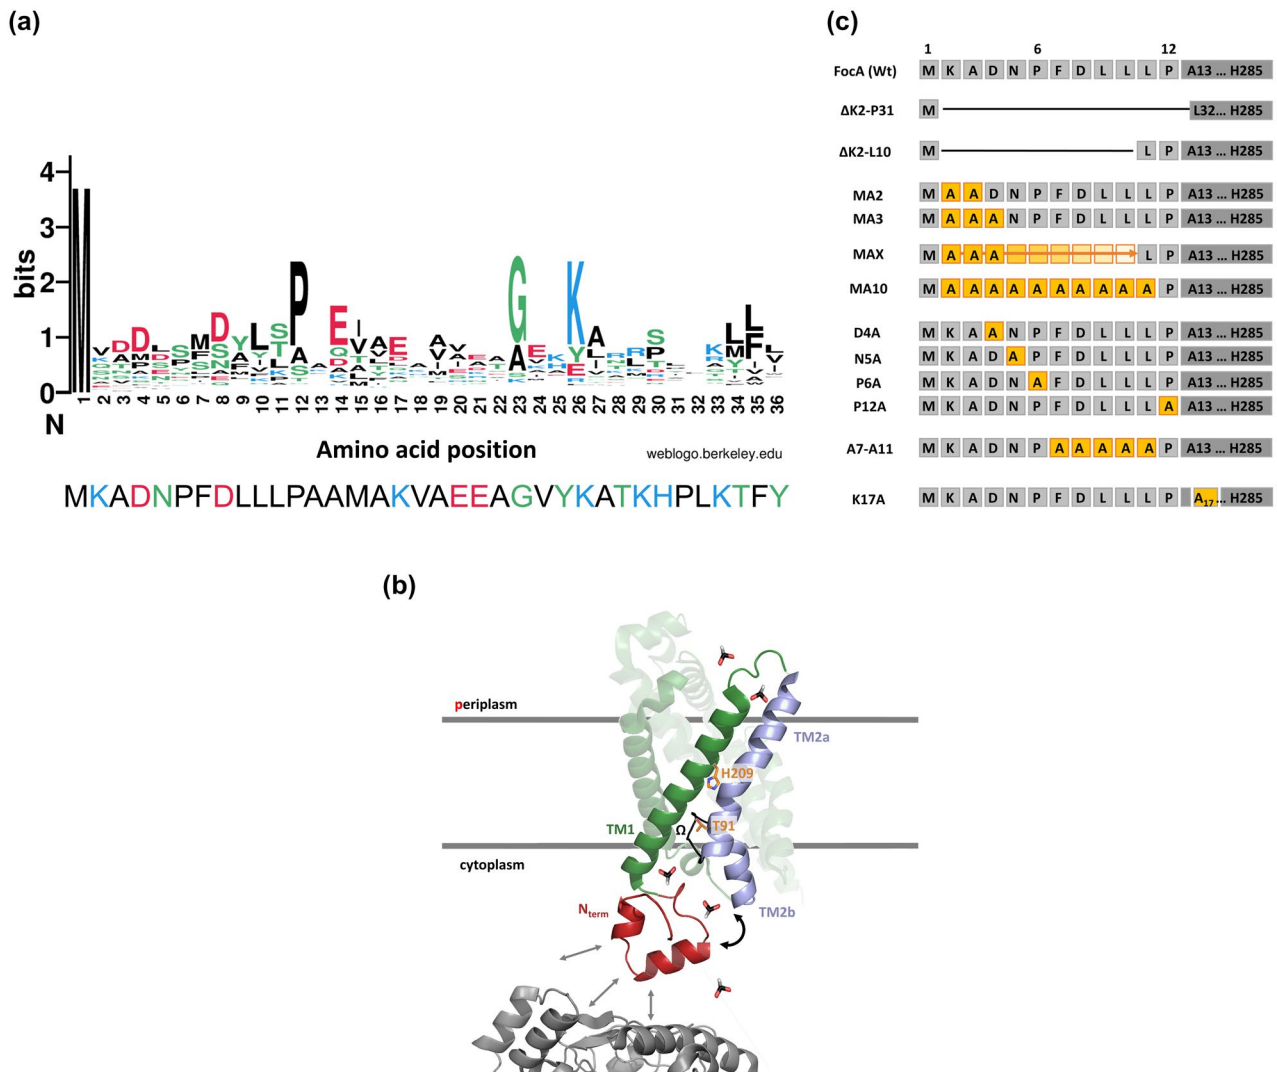 (a)
4
3
2
1
0
bits
N
1 2 3 4 5 6 7 8 9 10 11 12 13 14 15 16 17 18 19 20 21 22 23 24 25 26 27 28 29 30 31 32 33 34 35 36
Amino acid position
weblogo.berkeley.edu
MKADNPFDLLLPAAMAKVAEEAGVYKATKHPLKTFY
(c)
1 6 12
FocA (Wt) M K A D N P F D L L L P A13 ... H285
ΔK2-P31 M L32... H285
ΔK2-L10 M L P A13 ... H285
MA2 M A A D N P F D L L L P A13 ... H285
MA3 M A A A N P F D L L L P A13 ... H285
MAX M A A A L P A13 ... H285
MA10 M A A A A A A A A A A P A13 ... H285
D4A M K A A N P F D L L L P A13 ... H285
N5A M K A D A P F D L L L P A13 ... H285
P6A M K A D N A F D L L L P A13 ... H285
P12A M K A D N P F D L L L A A13 ... H285
A7-A11 M K A D N P A A A A A P A13 ... H285
K17A M K A D N P F D L L L P A17 ... H285
(b)
periplasm
TM2a
H209
TM1 Ω T91
cytoplasm
Nterm TM2b